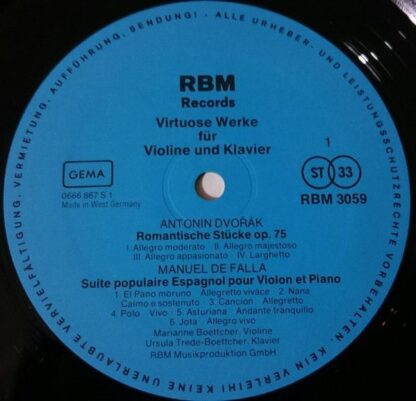 RBM
Records
Virtuose Werke
für
Violine und Klavier
GEMA
0666 867 S 1
Made in West Germany
1
ST 33
RBM 3059
ANTONIN DVOŘÁK
Romantische Stücke op. 75
I. Allegro moderato II. Allegro majestoso
III. Allegro appasionato IV. Larghetto
MANUEL DE FALLA
Suite populaire Espagnol pour Violon et Piano
1. El Pano moruno Allegretto vivace 2. Nana
Calmo e sostenuto 3. Cancion Allegretto
4. Polo Vivo 5. Asturiana Andante tranquillo
6. Jota Allegro vivo
Marianne Boettcher, Violine
Ursula Trede-Boettcher, Klavier
RBM Musikproduktion GmbH
ALLE URHEBER- UND LEISTUNGSSCHUTZRECHTE VORBEHALTEN. KEIN VERLEIH! KEINE UNERLAUBTE VERVIELFÄLTIGUNG, VERMIETUNG, AUFFÜHRUNG, SENDUNG!